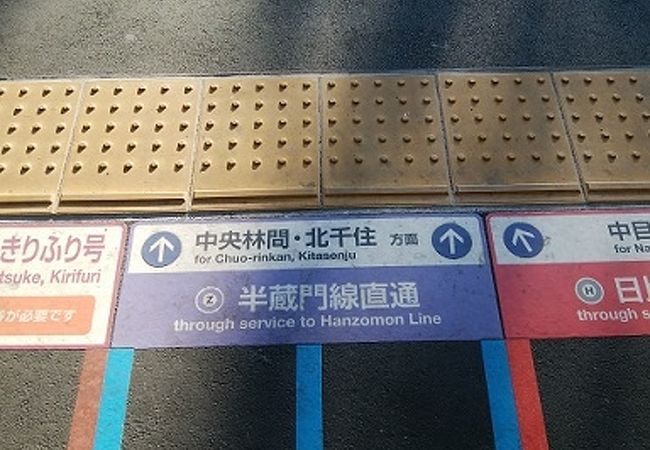 きりふり号
tsuke, Kirifuri
が必要です
中央林間・北千住 方面
for Chuo-rinkan, Kitasenju
Z 半蔵門線直通
through service to Hanzomon Line
中目
for Na
H 日比
through s